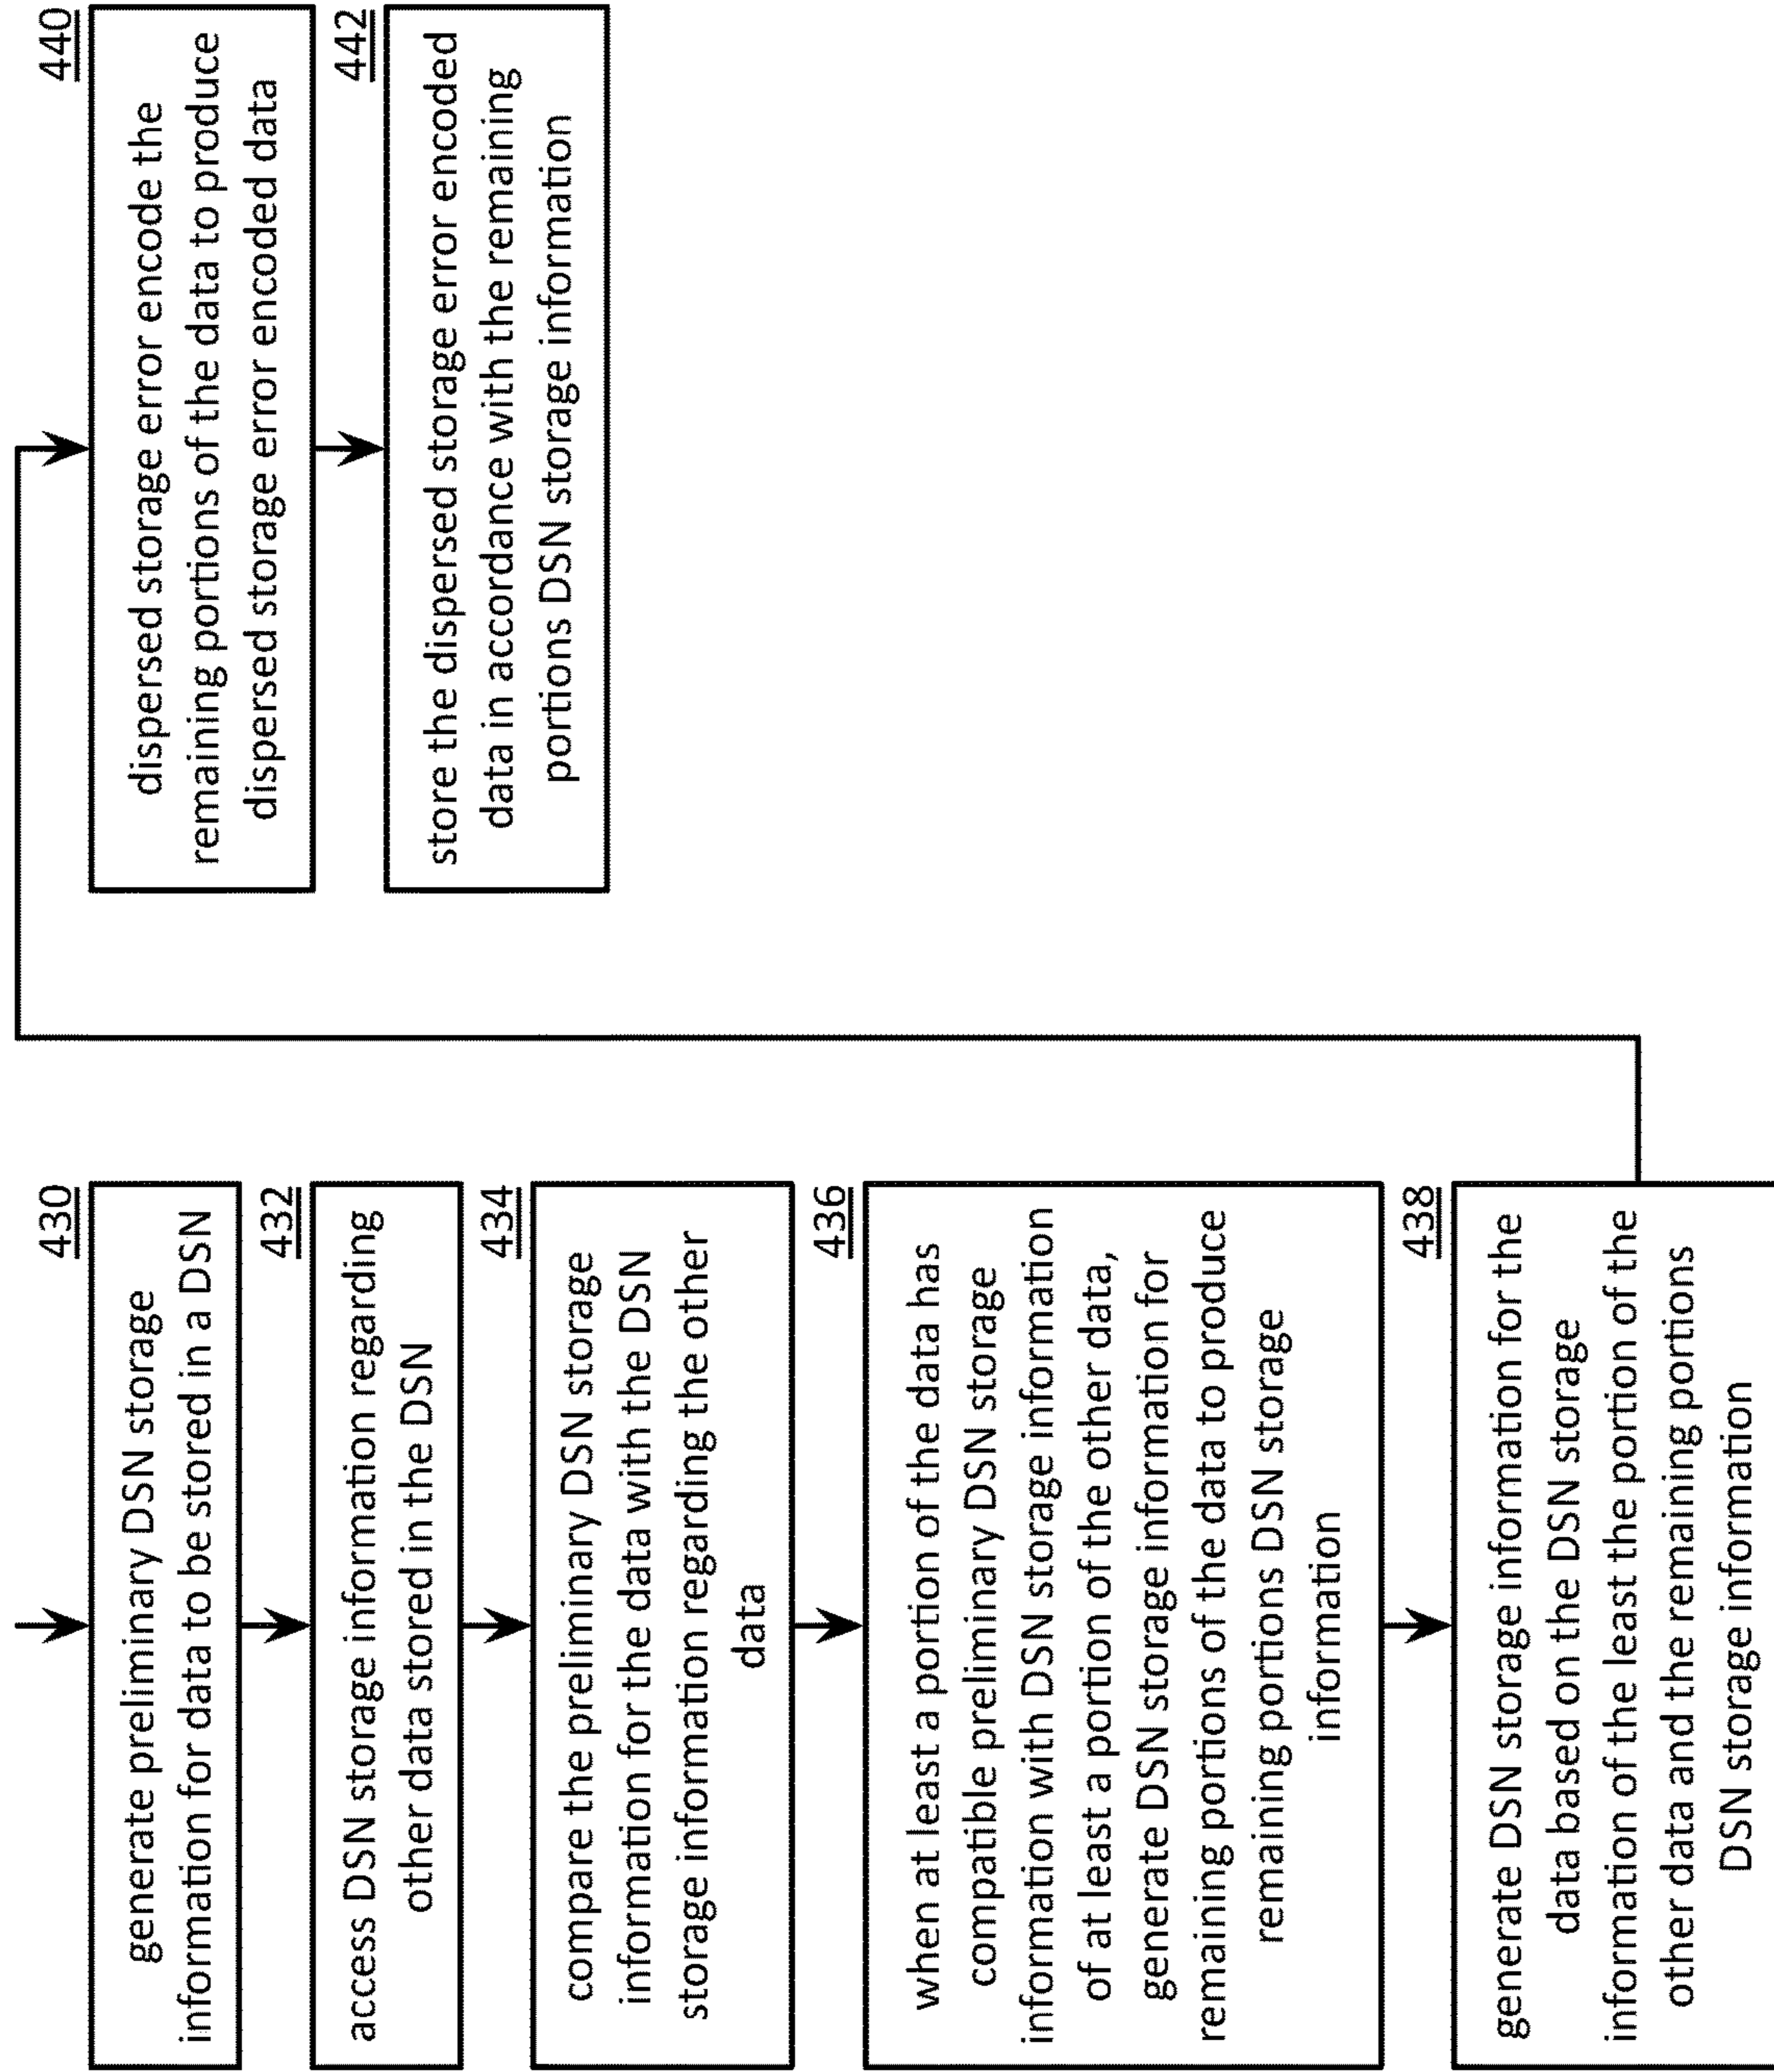 430
generate preliminary DSN storage
information for data to be stored in a DSN
432
access DSN storage information regarding
other data stored in the DSN
434
compare the preliminary DSN storage
information for the data with the DSN
storage information regarding the other
data
436
when at least a portion of the data has
compatible preliminary DSN storage
information with DSN storage information
of at least a portion of the other data,
generate DSN storage information for
remaining portions of the data to produce
remaining portions DSN storage
information
438
generate DSN storage information for the
data based on the DSN storage
information of the least the portion of the
other data and the remaining portions
DSN storage information
440
dispersed storage error encode the
remaining portions of the data to produce
dispersed storage error encoded data
442
store the dispersed storage error encoded
data in accordance with the remaining
portions DSN storage information